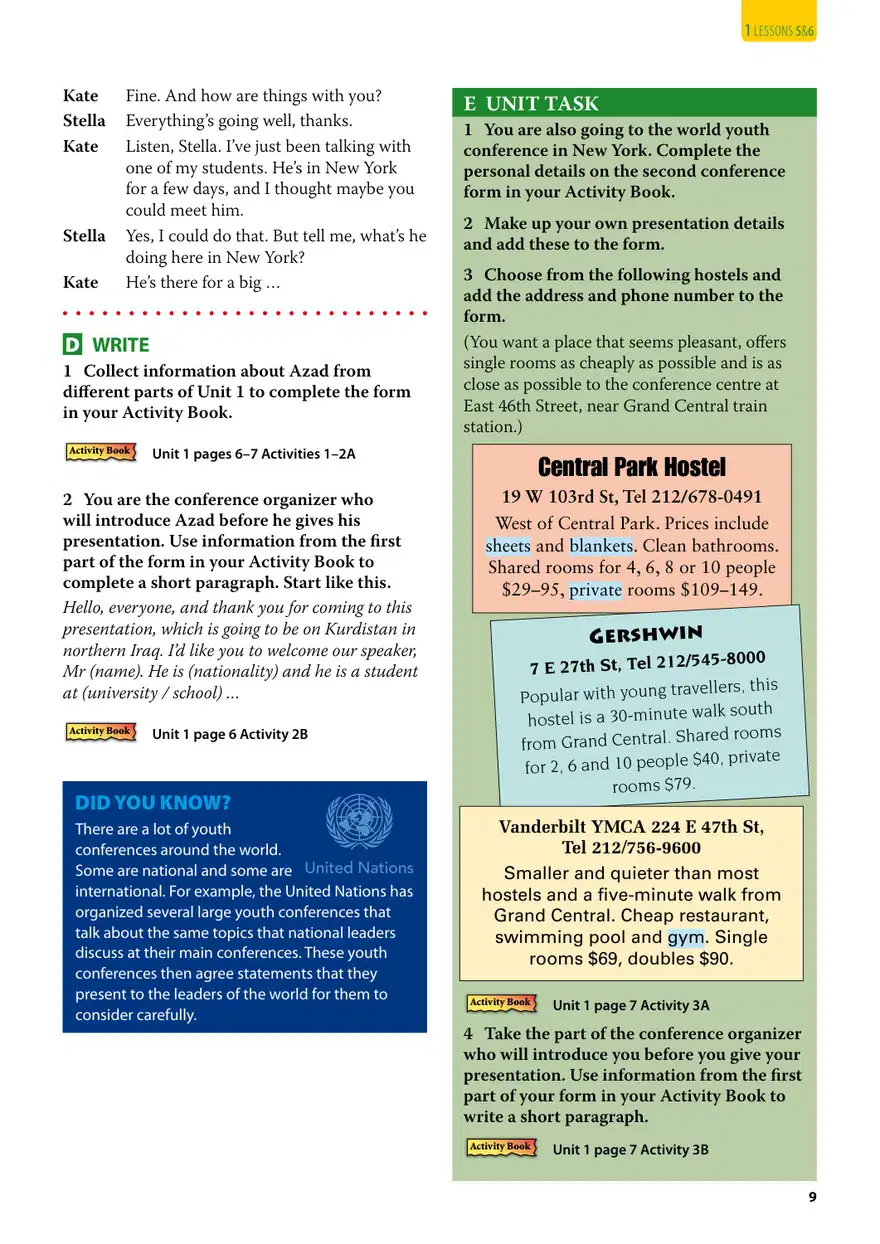 1 LESSONS 5&6
Kate Fine. And how are things with you?
Stella Everything’s going well, thanks.
Kate Listen, Stella. I’ve just been talking with
one of my students. He’s in New York
for a few days, and I thought maybe you
could meet him.
Stella Yes, I could do that. But tell me, what’s he
doing here in New York?
Kate He’s there for a big …
D WRITE
1 Collect information about Azad from
different parts of Unit 1 to complete the form
in your Activity Book.
Activity Book Unit 1 pages 6–7 Activities 1–2A
2 You are the conference organizer who
will introduce Azad before he gives his
presentation. Use information from the first
part of the form in your Activity Book to
complete a short paragraph. Start like this.
Hello, everyone, and thank you for coming to this
presentation, which is going to be on Kurdistan in
northern Iraq. I’d like you to welcome our speaker,
Mr (name). He is (nationality) and he is a student
at (university / school) …
Activity Book Unit 1 page 6 Activity 2B
DID YOU KNOW?
There are a lot of youth
conferences around the world.
Some are national and some are
United Nations
international. For example, the United Nations has
organized several large youth conferences that
talk about the same topics that national leaders
discuss at their main conferences. These youth
conferences then agree statements that they
present to the leaders of the world for them to
consider carefully.
E UNIT TASK
1 You are also going to the world youth
conference in New York. Complete the
personal details on the second conference
form in your Activity Book.
2 Make up your own presentation details
and add these to the form.
3 Choose from the following hostels and
add the address and phone number to the
form.
(You want a place that seems pleasant, offers
single rooms as cheaply as possible and is as
close as possible to the conference centre at
East 46th Street, near Grand Central train
station.)
Central Park Hostel
19 W 103rd St, Tel 212/678-0491
West of Central Park. Prices include
sheets and blankets. Clean bathrooms.
Shared rooms for 4, 6, 8 or 10 people
$29–95, private rooms $109–149.
GERSHWIN
7 E 27th St, Tel 212/545-8000
Popular with young travellers, this
hostel is a 30-minute walk south
from Grand Central. Shared rooms
for 2, 6 and 10 people $40, private
rooms $79.
Vanderbilt YMCA 224 E 47th St,
Tel 212/756-9600
Smaller and quieter than most
hostels and a five-minute walk from
Grand Central. Cheap restaurant,
swimming pool and gym. Single
rooms $69, doubles $90.
Activity Book Unit 1 page 7 Activity 3A
4 Take the part of the conference organizer
who will introduce you before you give your
presentation. Use information from the first
part of your form in your Activity Book to
write a short paragraph.
Activity Book Unit 1 page 7 Activity 3B
9